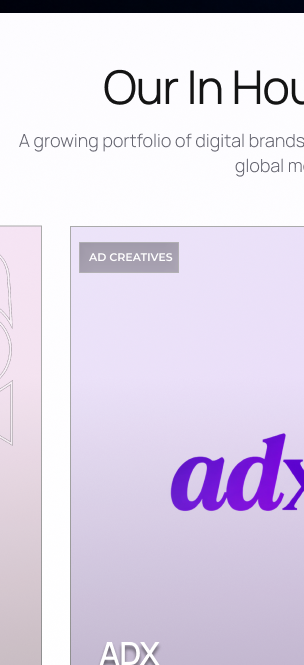 Our In Hou
A growing portfolio of digital brands
global m
AD CREATIVES
adx
ADX